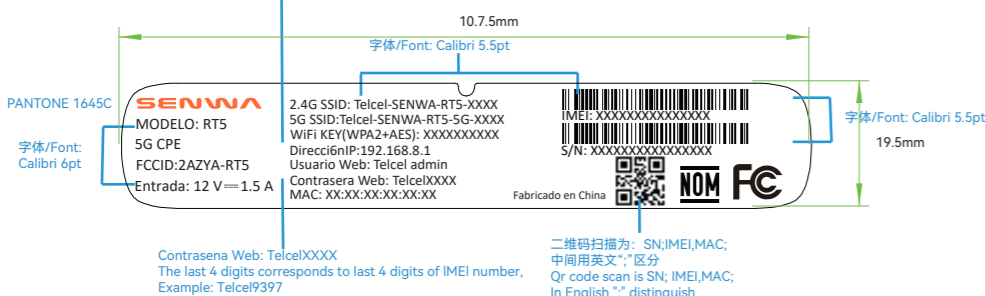 10.7.5mm
字体/Font: Calibri 5.5pt
PANTONE 1645C
字体/Font:
Calibri 6pt
SENWA
MODELO: RT5
5G CPE
FCCID:2AZYA-RT5
Entrada: 12 V⎓1.5 A
2.4G SSID: Telcel-SENWA-RT5-XXXX
5G SSID:Telcel-SENWA-RT5-5G-XXXX
WiFi KEY(WPA2+AES): XXXXXXXXXX
Direcci6nIP:192.168.8.1
Usuario Web: Telcel admin
Contrasera Web: TelcelXXXX
MAC: XX:XX:XX:XX:XX:XX
IMEI: XXXXXXXXXXXXXXX
S/N: XXXXXXXXXXXXXXXXX
Fabricado en China
NOM
FC
字体/Font: Calibri 5.5pt
19.5mm
Contrasena Web: TelcelXXXX
The last 4 digits corresponds to last 4 digits of IMEI number,
Example: Telcel9397
二维码扫描为：SN;IMEI,MAC;
中间用英文“;”区分
Qr code scan is SN; IMEI,MAC;
In English ";" distinguish